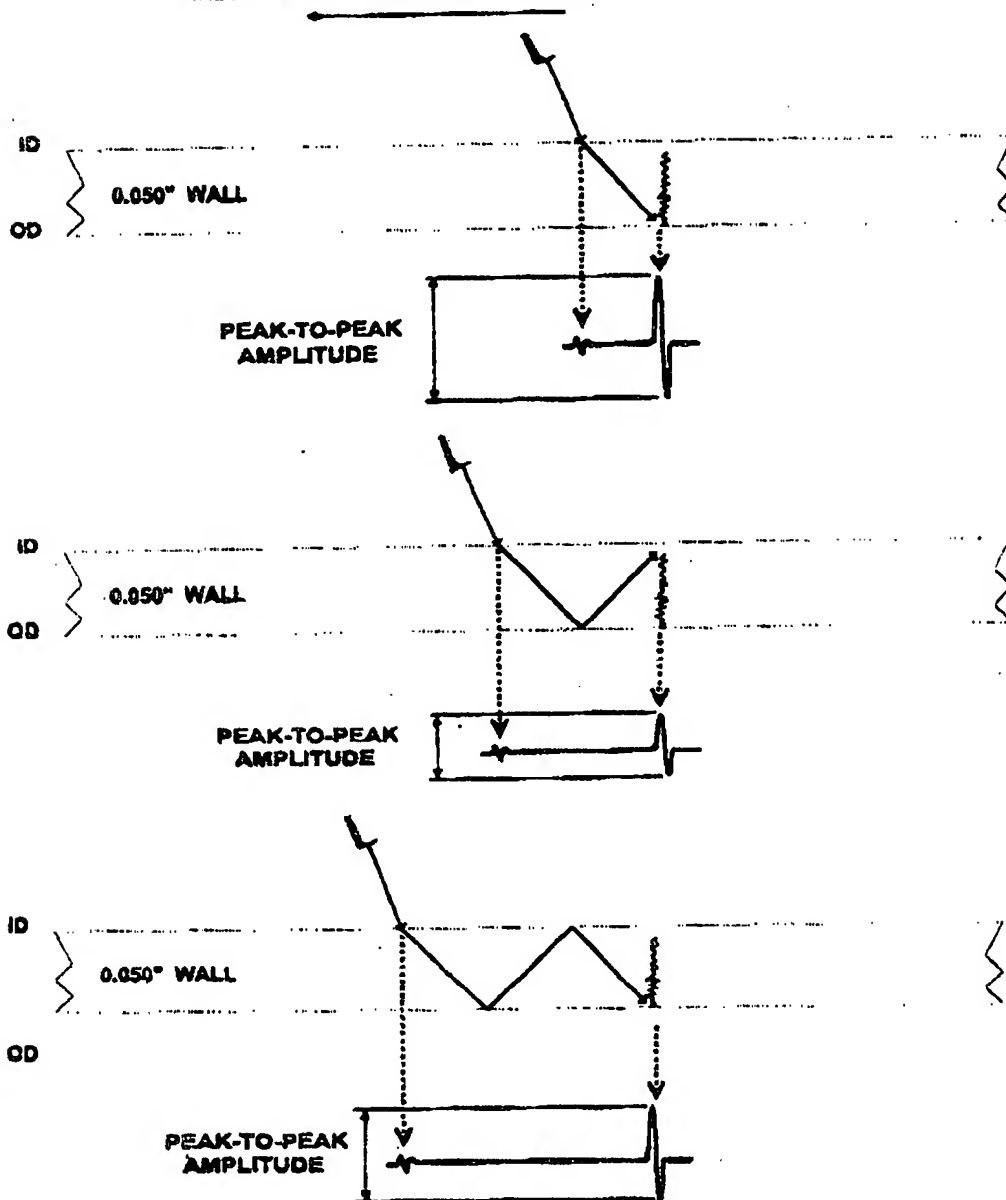 ID
0.050" WALL
OD
PEAK-TO-PEAK
AMPLITUDE
ID
0.050" WALL
OD
PEAK-TO-PEAK
AMPLITUDE
ID
0.050" WALL
OD
PEAK-TO-PEAK
AMPLITUDE